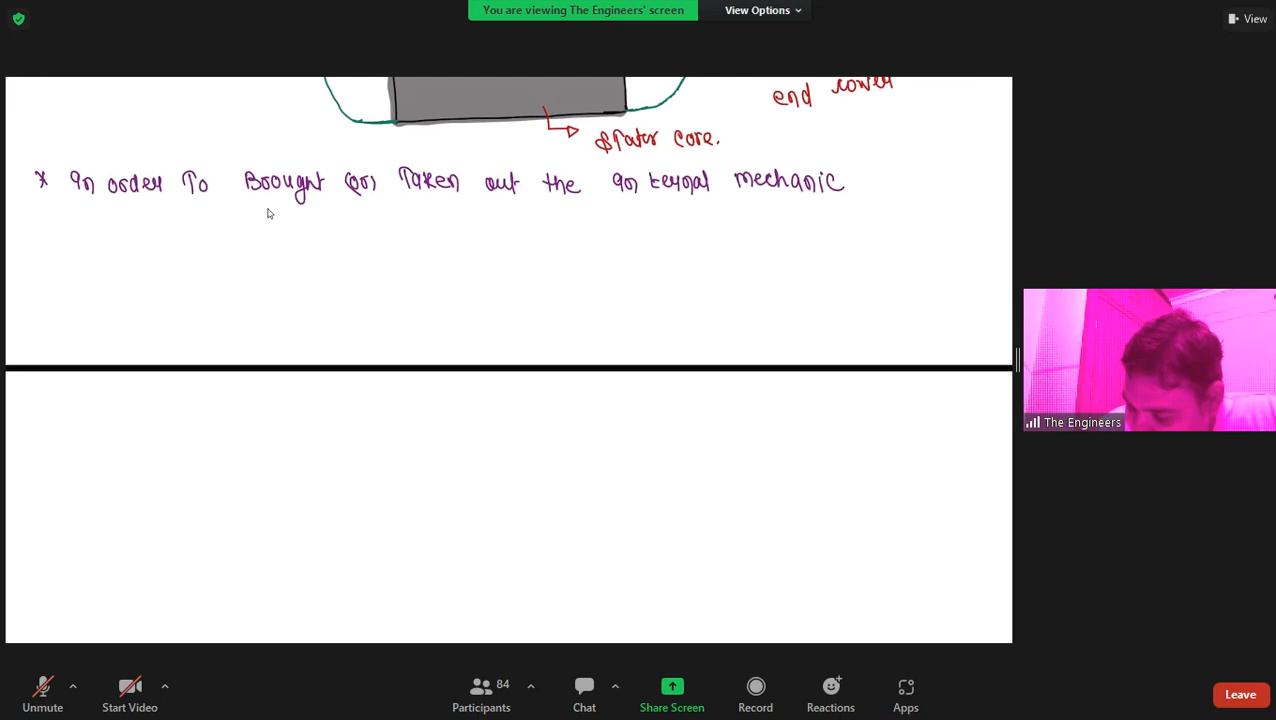 You are viewing The Engineers' screen
View Options
View
end cover
Stator core.
* In order To Brought (or) Taken out the Internal mechanic
The Engineers
Unmute
Start Video
84
Participants
Chat
Share Screen
Record
Reactions
Apps
Leave